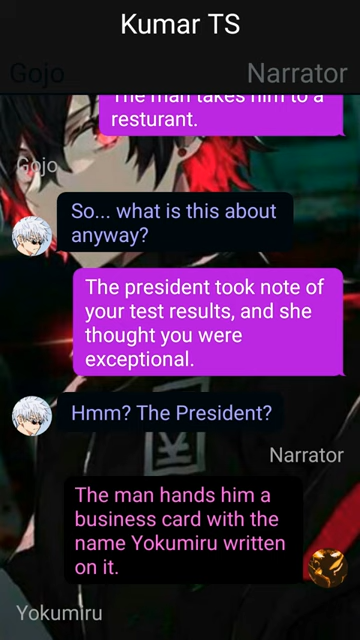 Kumar TS
Gojo
Narrator
The man takes him to a
resturant.
Gojo
So... what is this about
anyway?
The president took note of
your test results, and she
thought you were
exceptional.
Hmm? The President?
Narrator
The man hands him a
business card with the
name Yokumiru written
on it.
Yokumiru